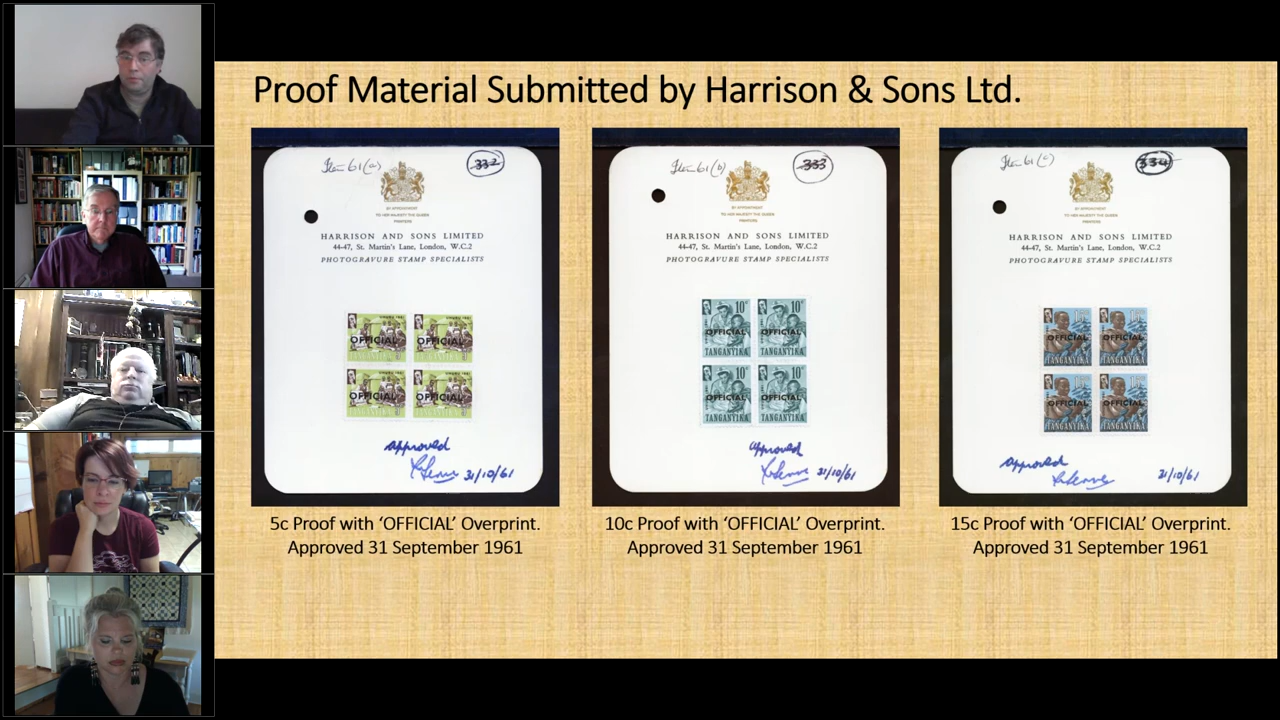 Proof Material Submitted by Harrison & Sons Ltd.
Item 61(a)
332
BY APPOINTMENT
TO HER MAJESTY THE QUEEN
PRINTERS
HARRISON AND SONS LIMITED
44-47, St. Martin's Lane, London, W.C.2
PHOTOGRAVURE STAMP SPECIALISTS
OFFICIAL
OFFICIAL
OFFICIAL
OFFICIAL
approved
31/10/61
5c Proof with ‘OFFICIAL’ Overprint.
Approved 31 September 1961
Item 61(b)
333
BY APPOINTMENT
TO HER MAJESTY THE QUEEN
PRINTERS
HARRISON AND SONS LIMITED
44-47, St. Martin's Lane, London, W.C.2
PHOTOGRAVURE STAMP SPECIALISTS
10c 10c
OFFICIAL OFFICIAL
TANGANYIKA TANGANYIKA
10c 10c
OFFICIAL OFFICIAL
TANGANYIKA TANGANYIKA
approved
31/10/61
10c Proof with ‘OFFICIAL’ Overprint.
Approved 31 September 1961
Item 61(c)
334
BY APPOINTMENT
TO HER MAJESTY THE QUEEN
PRINTERS
HARRISON AND SONS LIMITED
44-47, St. Martin's Lane, London, W.C.2
PHOTOGRAVURE STAMP SPECIALISTS
OFFICIAL OFFICIAL
TANGANYIKA TANGANYIKA
OFFICIAL OFFICIAL
TANGANYIKA TANGANYIKA
approved
31/10/61
15c Proof with ‘OFFICIAL’ Overprint.
Approved 31 September 1961